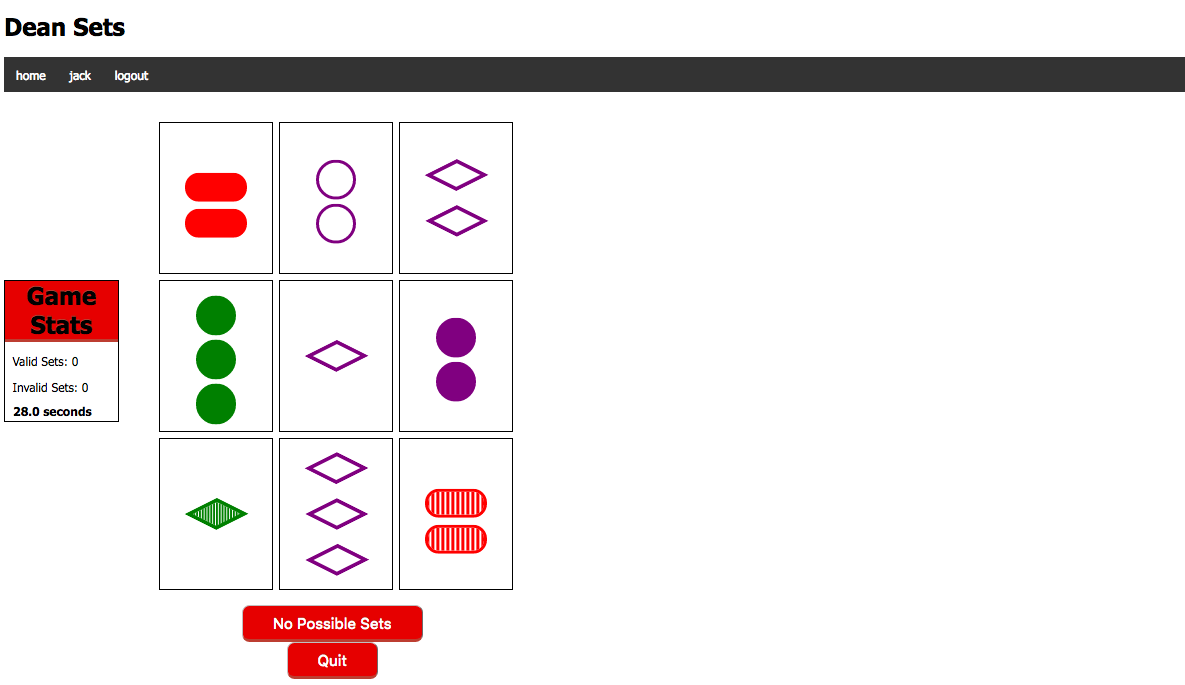 Dean Sets
home jack logout
Game
Stats
Valid Sets: 0
Invalid Sets: 0
28.0 seconds
No Possible Sets
Quit